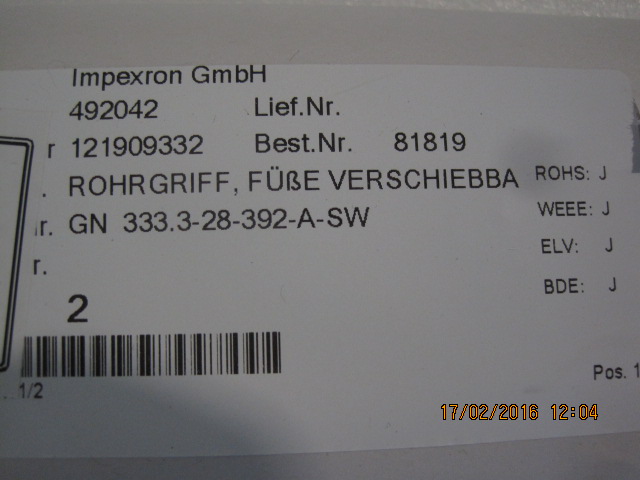 Impexron GmbH
492042 Lief.Nr.
r 121909332 Best.Nr. 81819
. ROHRGRIFF, FÜßE VERSCHIEBBA
r. GN 333.3-28-392-A-SW
r.
2
ROHS: J
WEEE: J
ELV: J
BDE: J
1/2
Pos. 1
17/02/2016 12:04